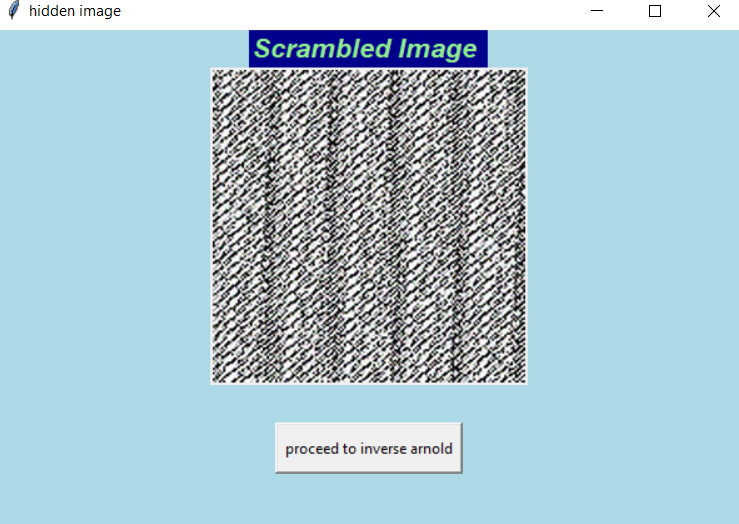 hidden image
Scrambled Image
proceed to inverse arnold